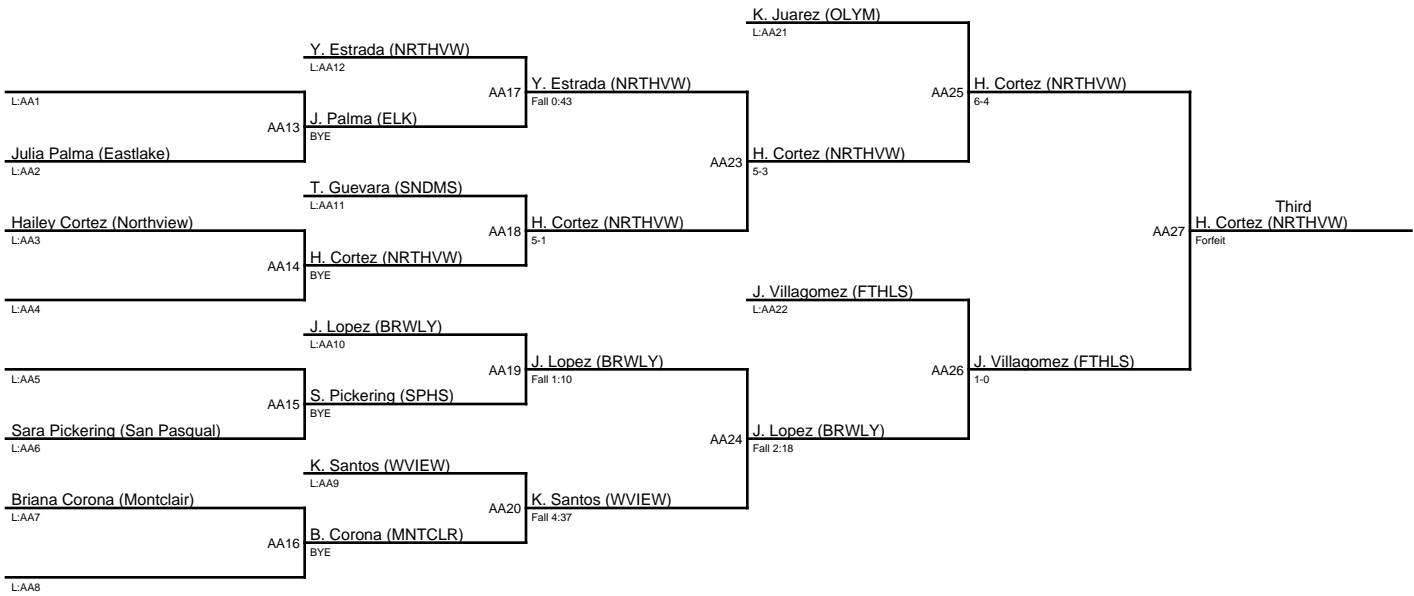 K. Juarez (OLYM)
L:AA21
Y. Estrada (NRTHVW)
L:AA12
AA17
Y. Estrada (NRTHVW)
Fall 0:43
AA25
H. Cortez (NRTHVW)
6-4
L:AA1
AA13
J. Palma (ELK)
BYE
Julia Palma (Eastlake)
L:AA2
AA23
H. Cortez (NRTHVW)
5-3
T. Guevara (SNDMS)
L:AA11
Hailey Cortez (Northview)
L:AA3
AA18
H. Cortez (NRTHVW)
5-1
AA27
Third
H. Cortez (NRTHVW)
Forfeit
AA14
H. Cortez (NRTHVW)
BYE
L:AA4
J. Villagomez (FTHLS)
L:AA22
J. Lopez (BRWLY)
L:AA10
L:AA5
AA19
J. Lopez (BRWLY)
Fall 1:10
AA26
J. Villagomez (FTHLS)
1-0
AA15
S. Pickering (SPHS)
BYE
Sara Pickering (San Pasqual)
L:AA6
AA24
J. Lopez (BRWLY)
Fall 2:18
K. Santos (WVIEW)
L:AA9
Briana Corona (Montclair)
L:AA7
AA20
K. Santos (WVIEW)
Fall 4:37
AA16
B. Corona (MNTCLR)
BYE
L:AA8